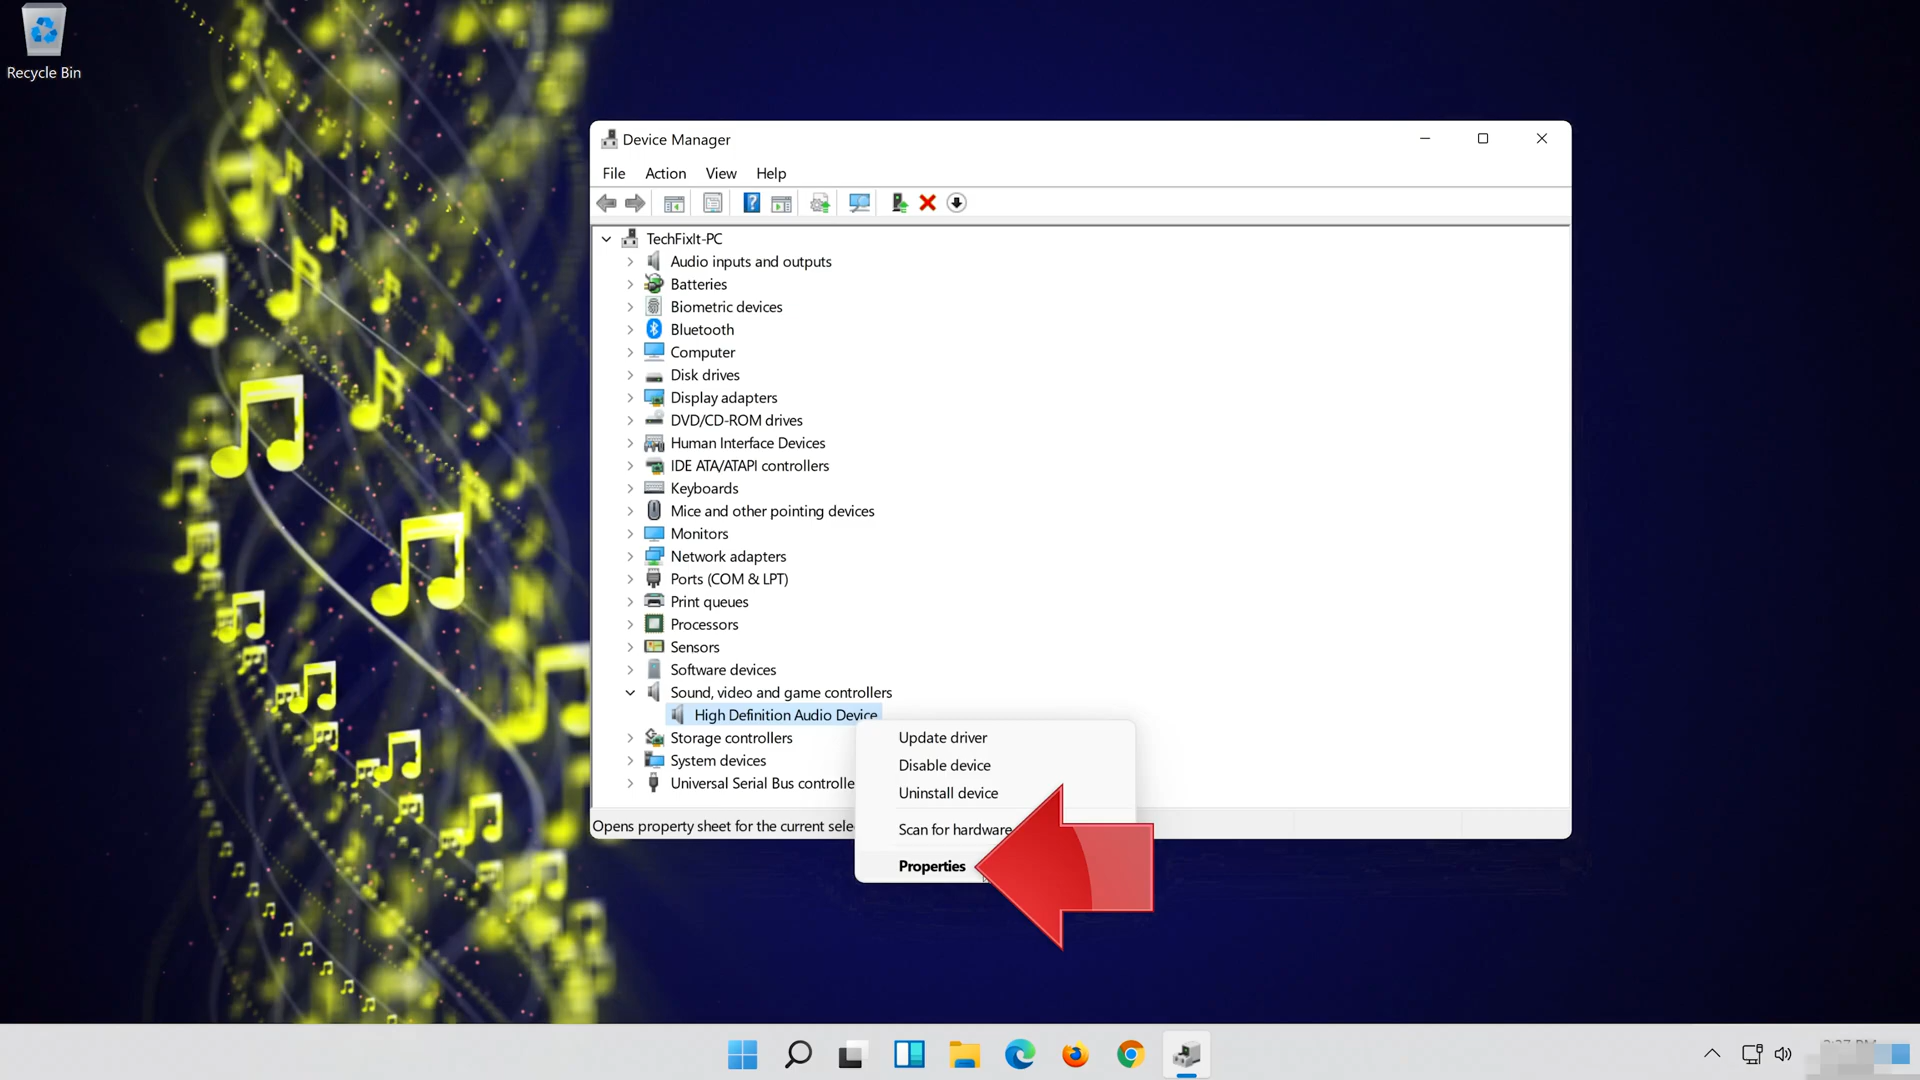 Recycle Bin
Device Manager
File Action View Help
TechFixIt-PC
Audio inputs and outputs
Batteries
Biometric devices
Bluetooth
Computer
Disk drives
Display adapters
DVD/CD-ROM drives
Human Interface Devices
IDE ATA/ATAPI controllers
Keyboards
Mice and other pointing devices
Monitors
Network adapters
Ports (COM & LPT)
Print queues
Processors
Sensors
Software devices
Sound, video and game controllers
High Definition Audio Device
Storage controllers
System devices
Universal Serial Bus controlle
Update driver
Disable device
Uninstall device
Scan for hardware
Properties
Opens property sheet for the current sele